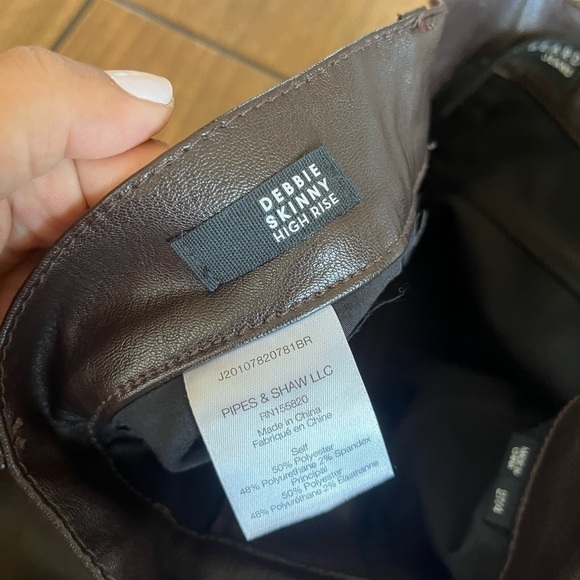 DEBBIE
SKINNY
HIGH RISE
J20107820781BR
PIPES & SHAW LLC
RN155820
Made in China
Fabriqué en Chine
Self
50% Polyester
48% Polyurethane 2% Spandex
Principal
50% Polyester
48% Polyuréthane 2% Élasthanne